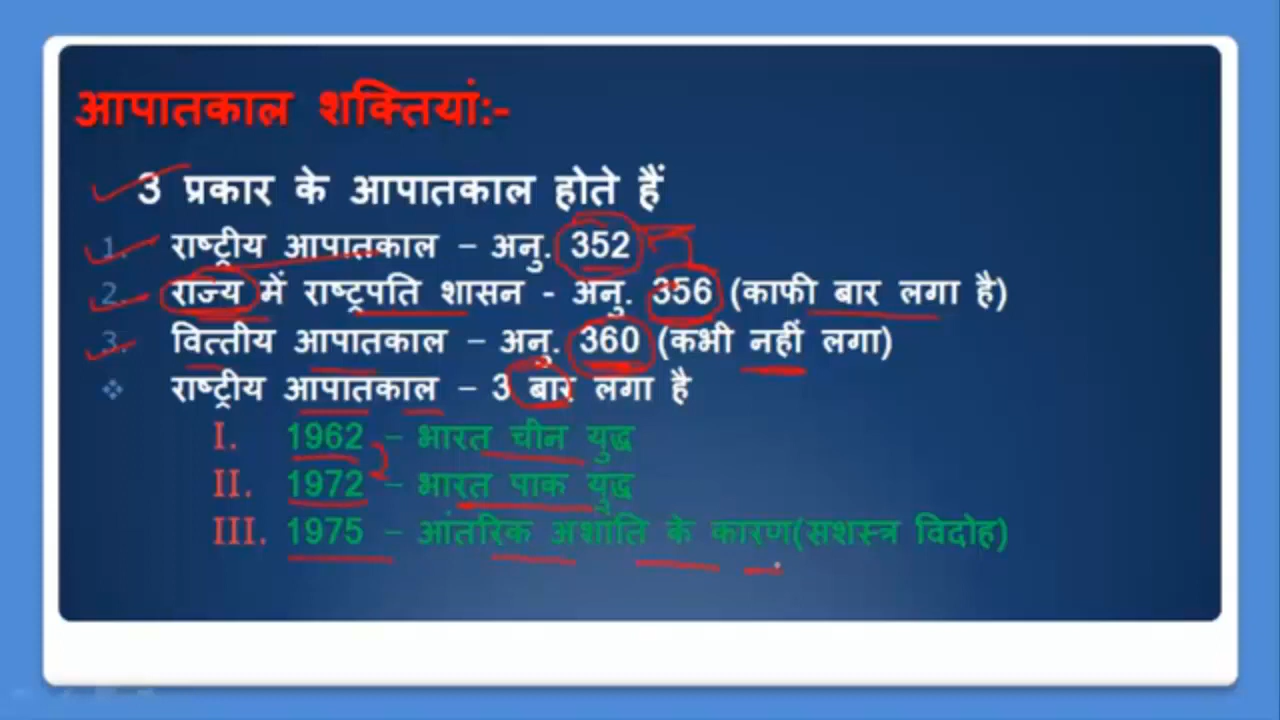 आपातकाल शक्तियां:-
3 प्रकार के आपातकाल होते हैं
1. राष्ट्रीय आपातकाल – अनु. 352
2. राज्य में राष्ट्रपति शासन - अनु. 356 (काफी बार लगा है)
3. वित्तीय आपातकाल – अनु. 360 (कभी नहीं लगा)
❖ राष्ट्रीय आपातकाल – 3 बार लगा है
I. 1962 – भारत चीन युद्ध
II. 1972 – भारत पाक युद्ध
III. 1975 – आंतरिक अशांति के कारण(सशस्त्र विदोह)